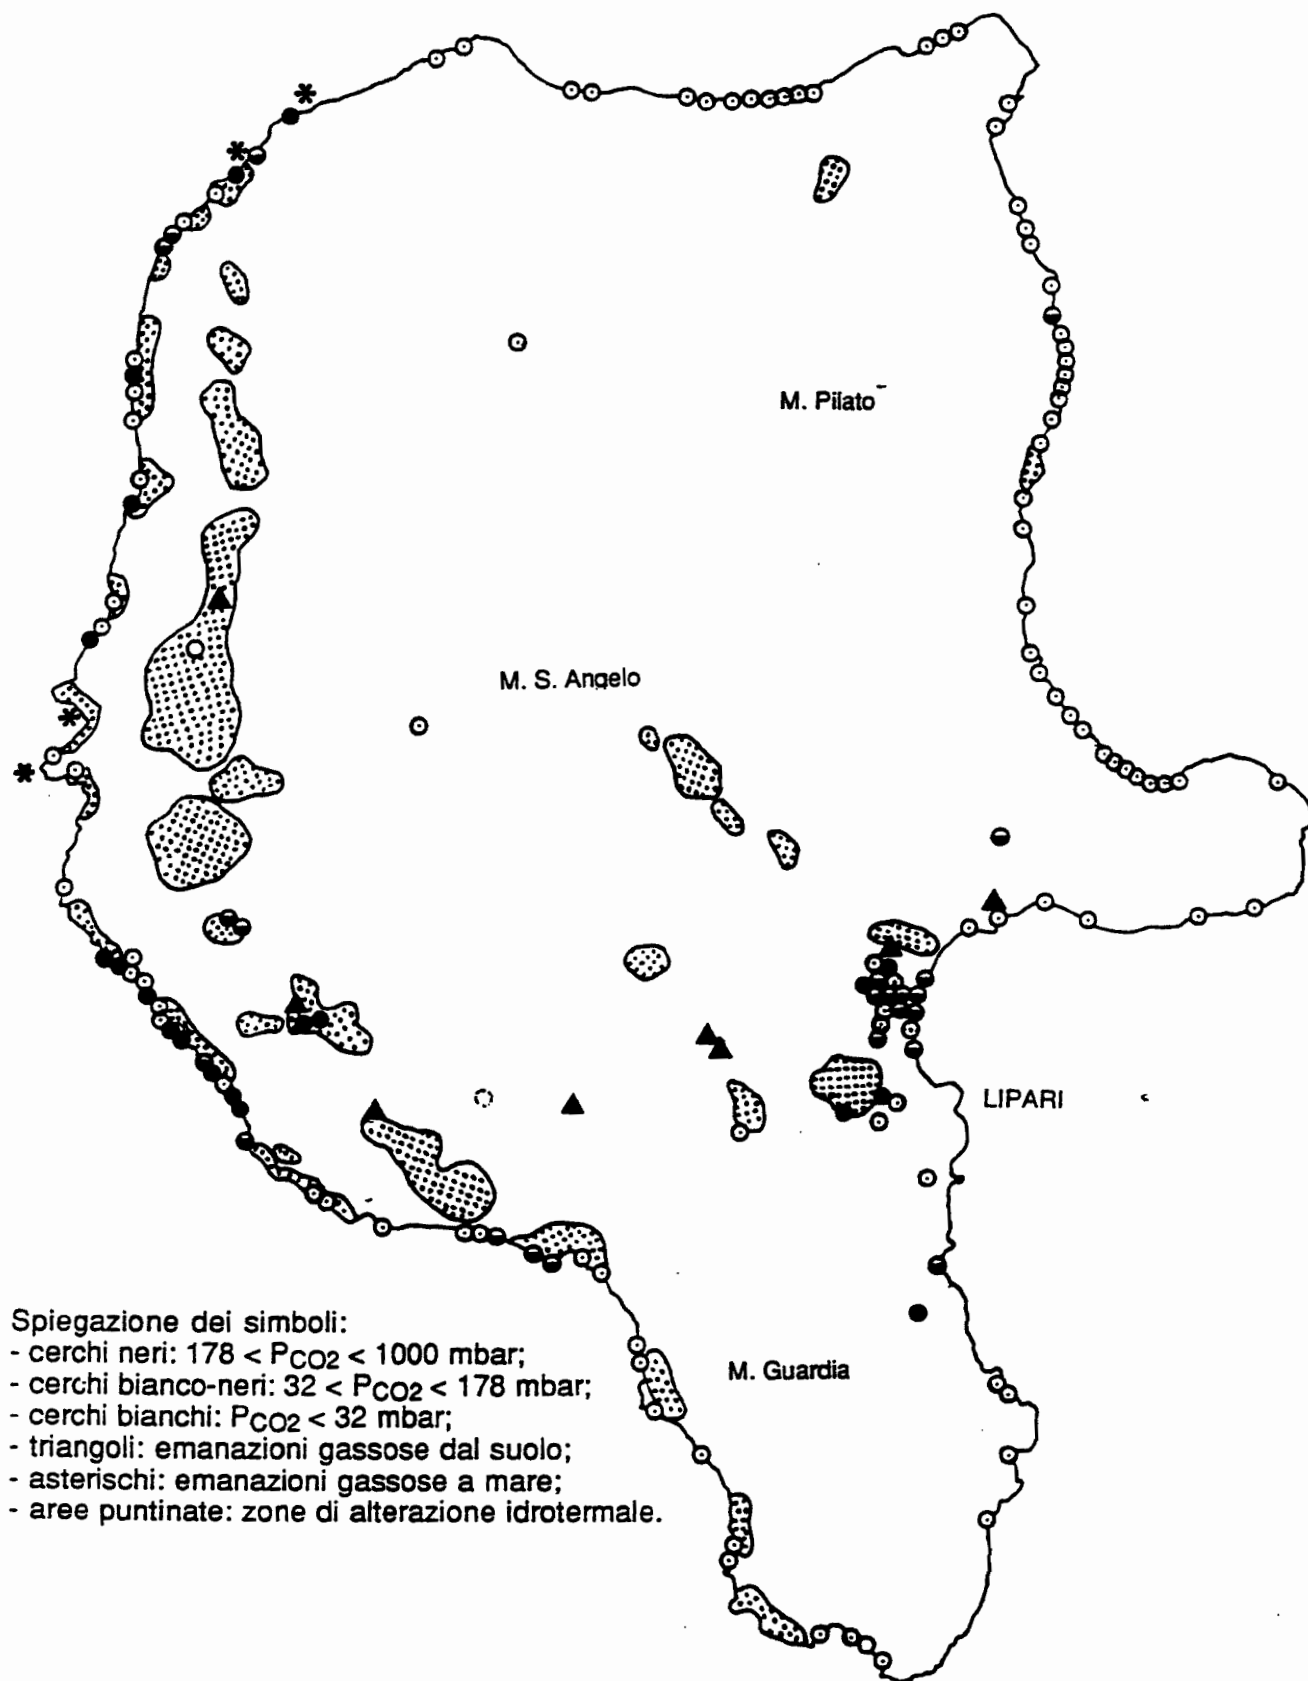 M. Pilato
M. S. Angelo
LIPARI
M. Guardia
Spiegazione dei simboli:
- cerchi neri: 178 < PCO2 < 1000 mbar;
- cerchi bianco-neri: 32 < PCO2 < 178 mbar;
- cerchi bianchi: PCO2 < 32 mbar;
- triangoli: emanazioni gassose dal suolo;
- asterischi: emanazioni gassose a mare;
- aree puntinate: zone di alterazione idrotermale.